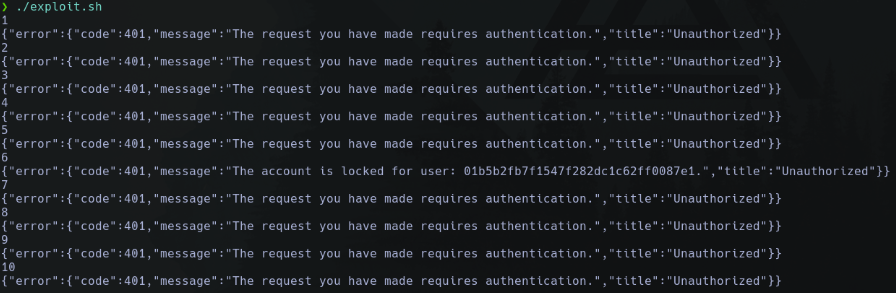 ❯ ./exploit.sh
1
{"error":{"code":401,"message":"The request you have made requires authentication.","title":"Unauthorized"}}
2
{"error":{"code":401,"message":"The request you have made requires authentication.","title":"Unauthorized"}}
3
{"error":{"code":401,"message":"The request you have made requires authentication.","title":"Unauthorized"}}
4
{"error":{"code":401,"message":"The request you have made requires authentication.","title":"Unauthorized"}}
5
{"error":{"code":401,"message":"The request you have made requires authentication.","title":"Unauthorized"}}
6
{"error":{"code":401,"message":"The account is locked for user: 01b5b2fb7f1547f282dc1c62ff0087e1.","title":"Unauthorized"}}
7
{"error":{"code":401,"message":"The request you have made requires authentication.","title":"Unauthorized"}}
8
{"error":{"code":401,"message":"The request you have made requires authentication.","title":"Unauthorized"}}
9
{"error":{"code":401,"message":"The request you have made requires authentication.","title":"Unauthorized"}}
10
{"error":{"code":401,"message":"The request you have made requires authentication.","title":"Unauthorized"}}